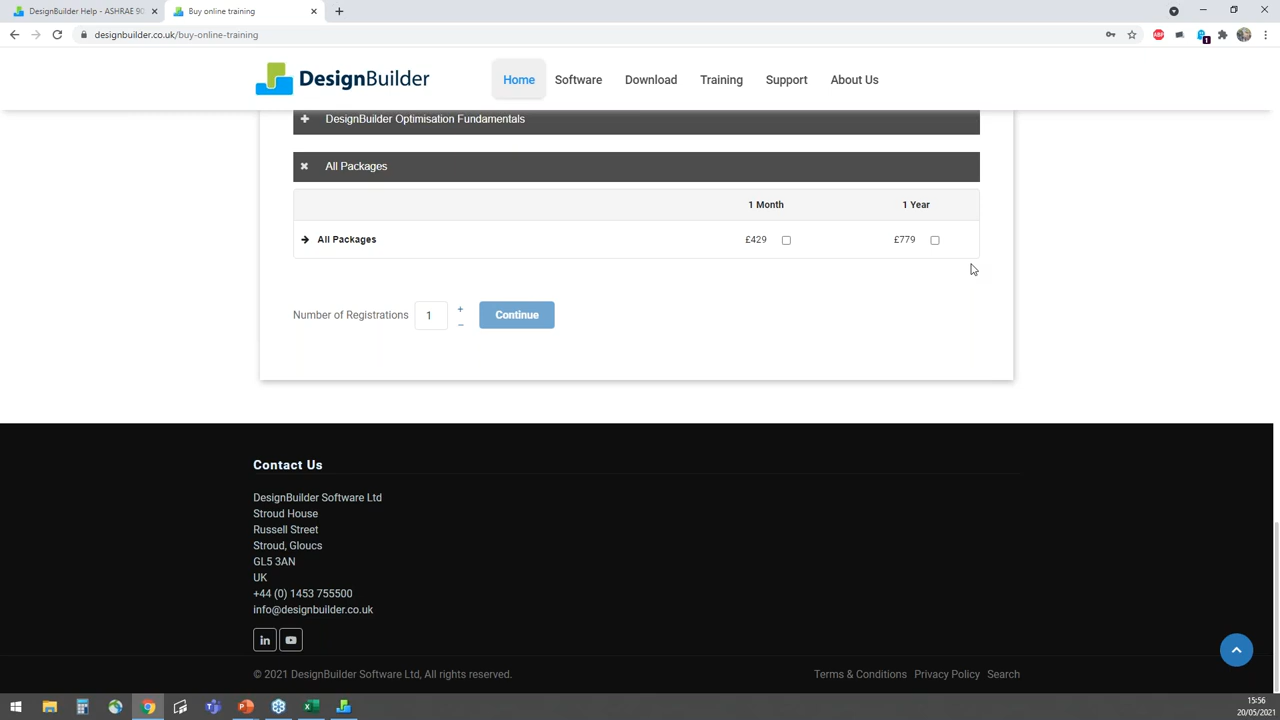 DesignBuilder Help - ASHRAE 90
Buy online training
designbuilder.co.uk/buy-online-training
DesignBuilder
Home
Software
Download
Training
Support
About Us
DesignBuilder Optimisation Fundamentals
All Packages
1 Month
1 Year
All Packages
£429
£779
Number of Registrations
1
+
–
Continue
Contact Us
DesignBuilder Software Ltd
Stroud House
Russell Street
Stroud, Gloucs
GL5 3AN
UK
+44 (0) 1453 755500
info@designbuilder.co.uk
in
© 2021 DesignBuilder Software Ltd, All rights reserved.
Terms & Conditions Privacy Policy Search
15:56
20/05/2021